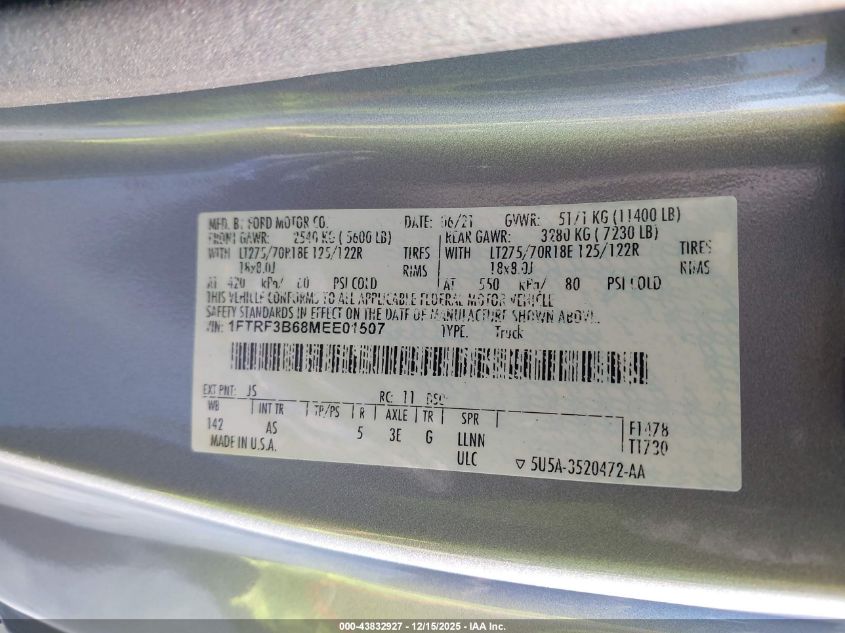 MFD. BY FORD MOTOR CO. DATE: 06/21 GVWR: 5171 KG (11400 LB)
FRONT GAWR: 2540 KG (5600 LB) REAR GAWR: 3280 KG (7230 LB)
WITH LT275/70R18E 125/122R TIRES WITH LT275/70R18E 125/122R TIRES
18x8.0J RIMS 18x8.0J RIMS
AT 420 kPa/ 60 PSI COLD AT 550 kPa/ 80 PSI COLD
THIS VEHICLE CONFORMS TO ALL APPLICABLE FEDERAL MOTOR VEHICLE
SAFETY STANDARDS IN EFFECT ON THE DATE OF MANUFACTURE SHOWN ABOVE.
VIN: 1FTRF3B68MEE01507 TYPE: Truck
EXT PNT: JS RC: 11 DSO:
WB INT TR TP/PS R AXLE TR SPR F1478
142 AS 5 3E G LLNN T1730
MADE IN U.S.A. ULC ▽ 5U5A-3520472-AA
000-43832927 - 12/15/2025 - IAA Inc.